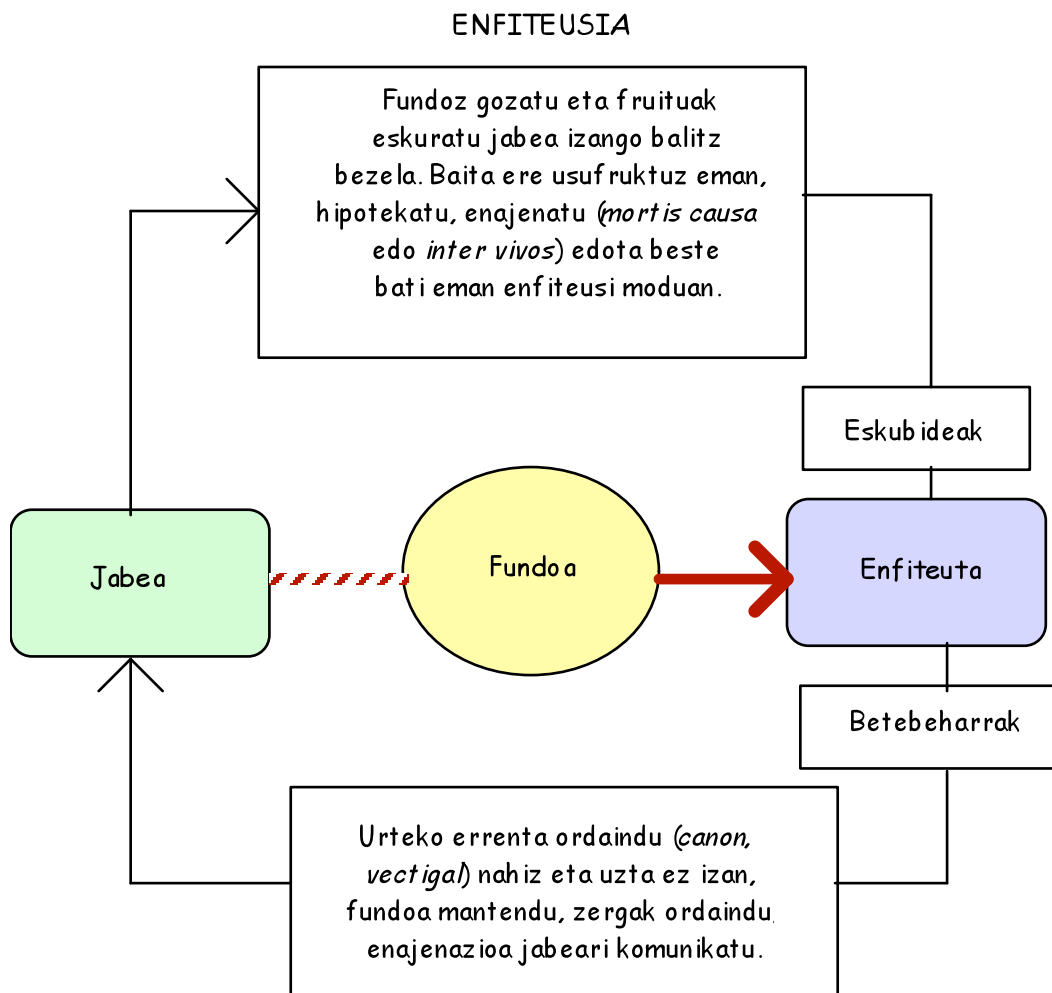 ENFITEUSIA
Fundoz gozatu eta fruituak
eskuratu jabea izango balitz
bezela. Baita ere usufruktuz eman,
hipotekatu, enajenatu (mortis causa
edo inter vivos) edota beste
bati eman enfiteusi moduan.
Eskubideak
Jabea
Fundoa
Enfiteuta
Betebeharrak
Urteko errenta ordaindu (canon,
vectigal) nahiz eta uzta ez izan,
fundoa mantendu, zergak ordaindu,
enajenazioa jabeari komunikatu.